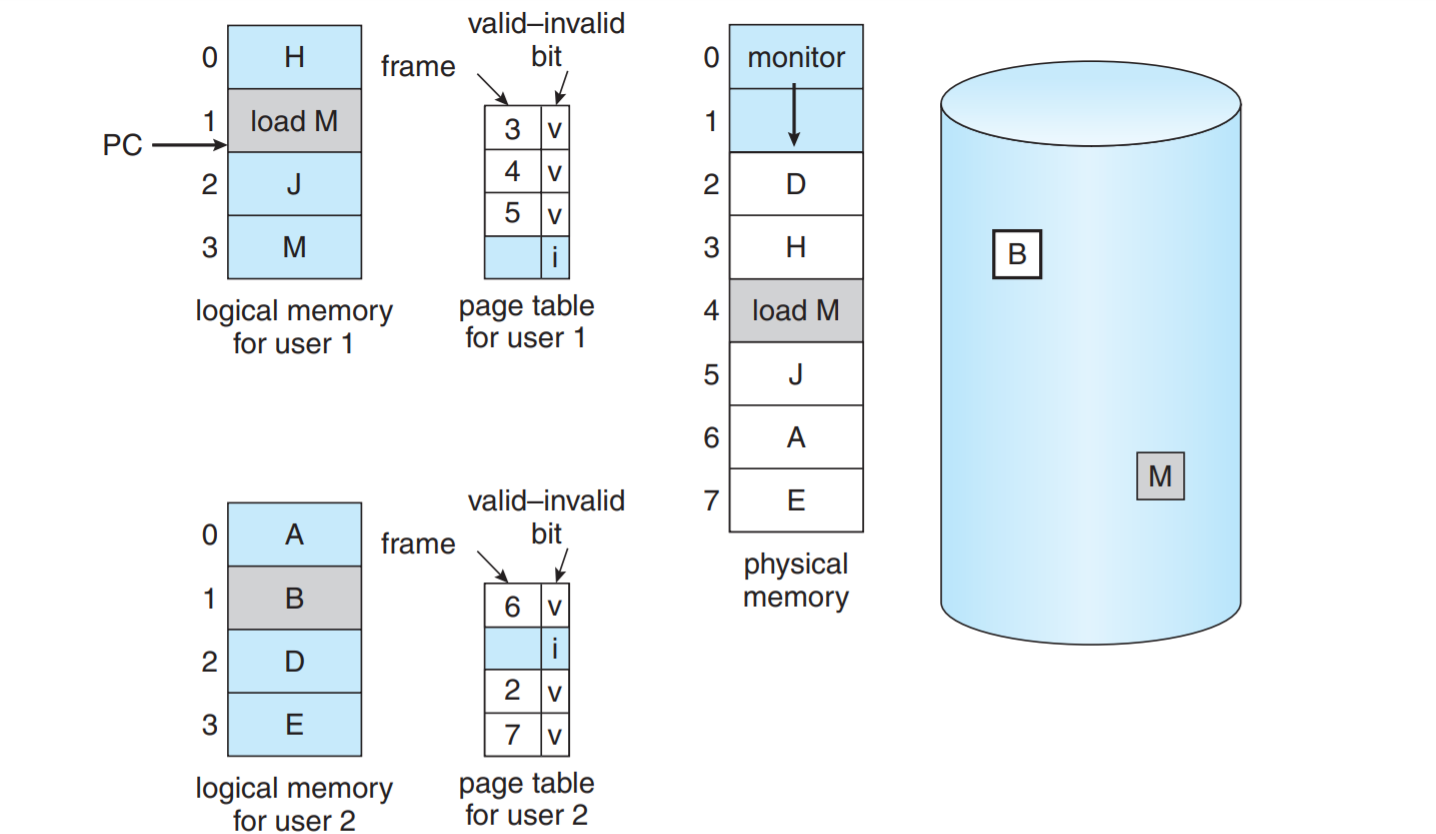 valid–invalid
bit
frame
0 H
1 load M
PC
2 J
3 M
3 v
4 v
5 v
i
logical memory
for user 1
page table
for user 1
valid–invalid
bit
frame
0 A
1 B
2 D
3 E
6 v
i
2 v
7 v
logical memory
for user 2
page table
for user 2
0 monitor
1
2 D
3 H
4 load M
5 J
6 A
7 E
physical
memory
B
M